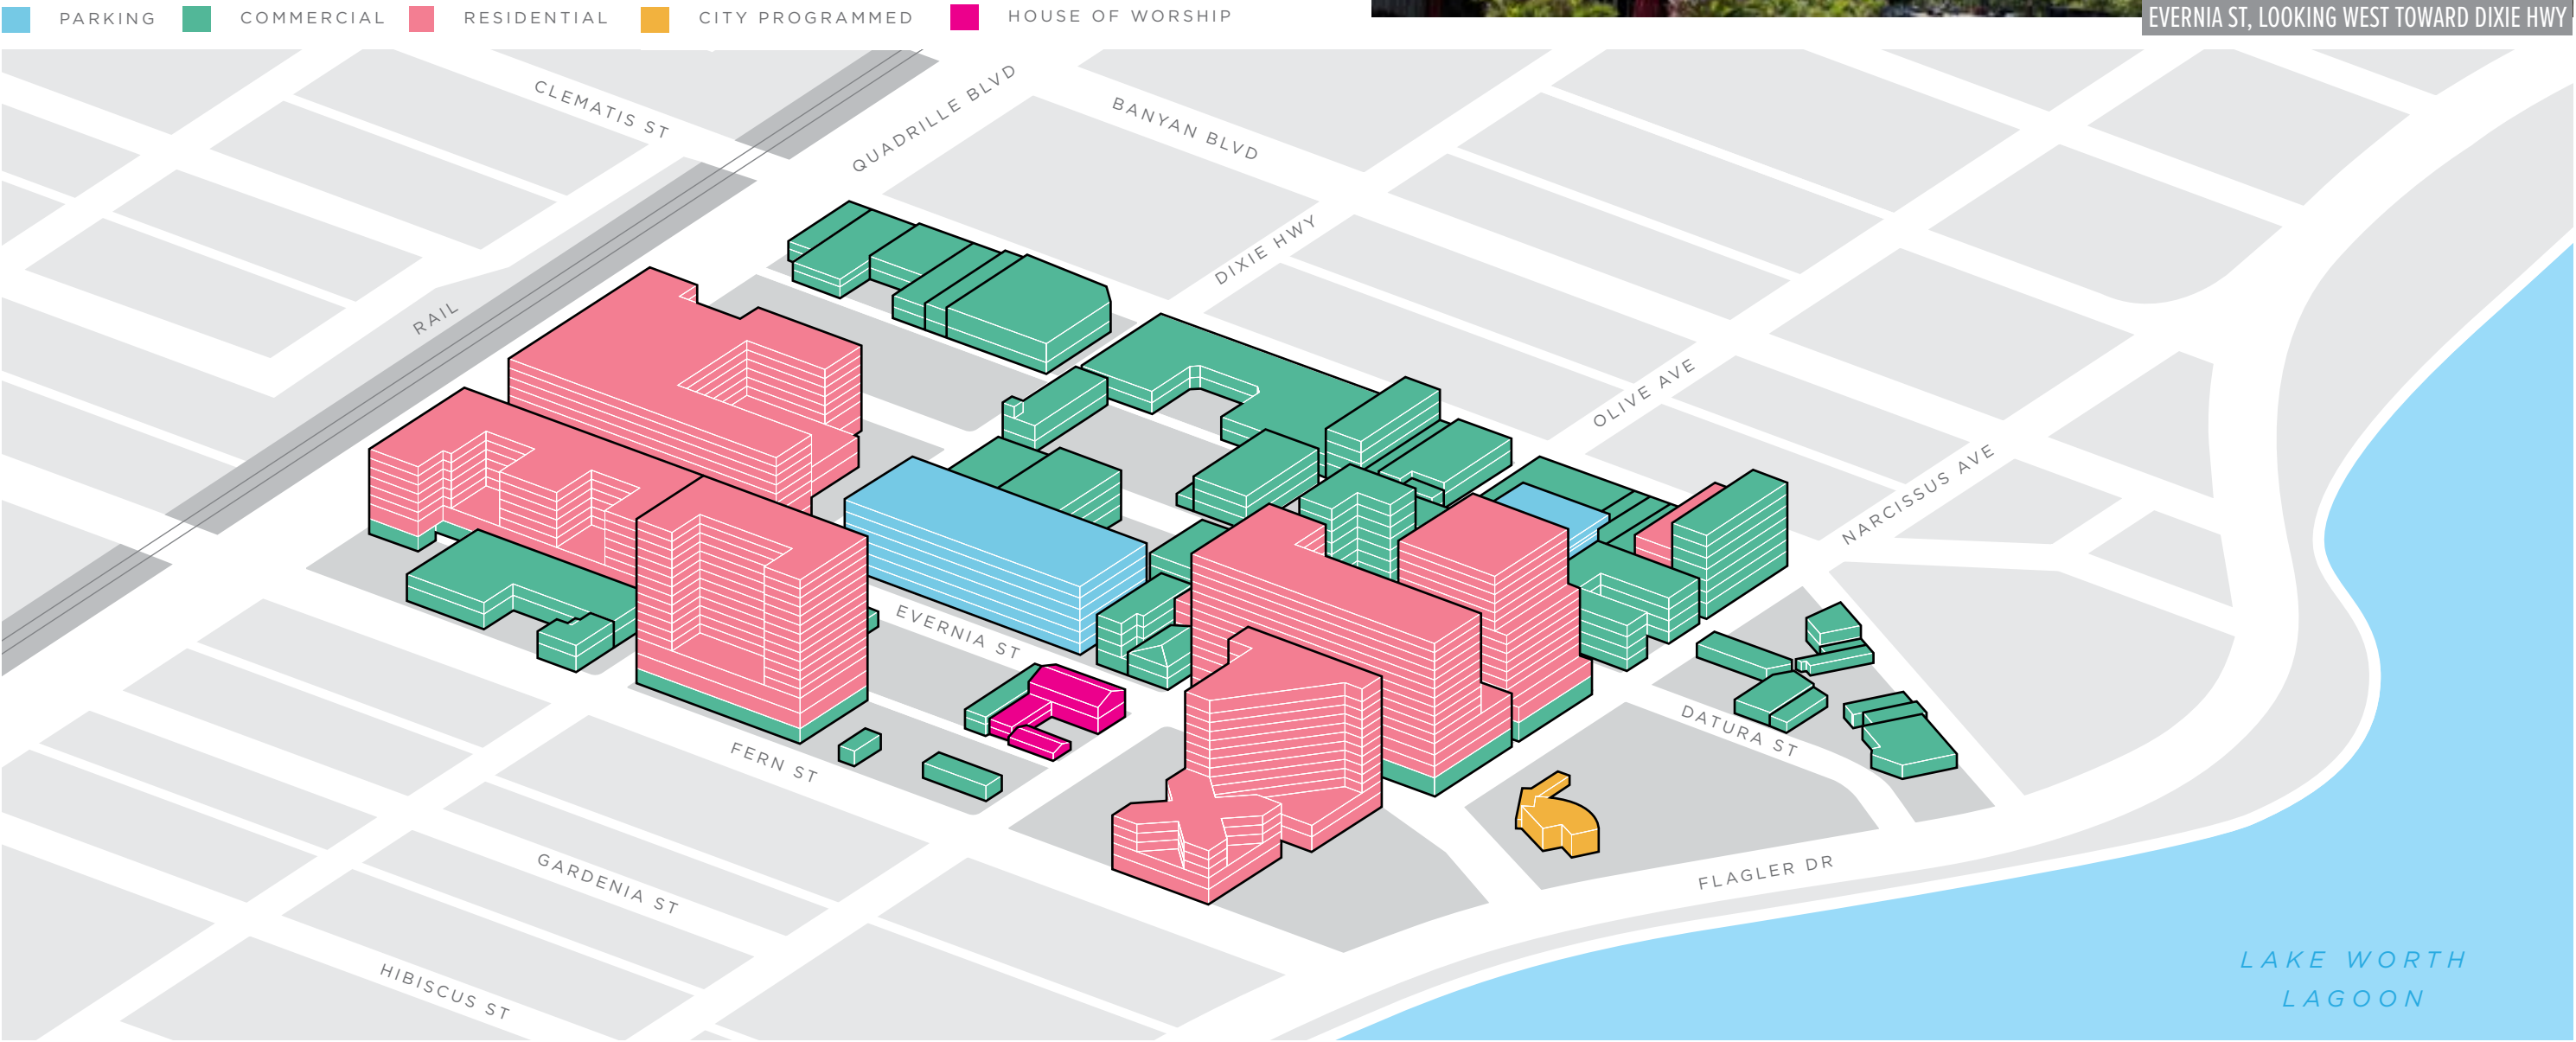 PARKING
COMMERCIAL
RESIDENTIAL
CITY PROGRAMMED
HOUSE OF WORSHIP
EVERNIA ST, LOOKING WEST TOWARD DIXIE HWY
CLEMATIS ST
QUADRILLE BLVD
BANYAN BLVD
DIXIE HWY
RAIL
OLIVE AVE
NARCISSUS AVE
EVERNIA ST
DATURA ST
FERN ST
FLAGLER DR
GARDENIA ST
HIBISCUS ST
LAKE WORTH
LAGOON